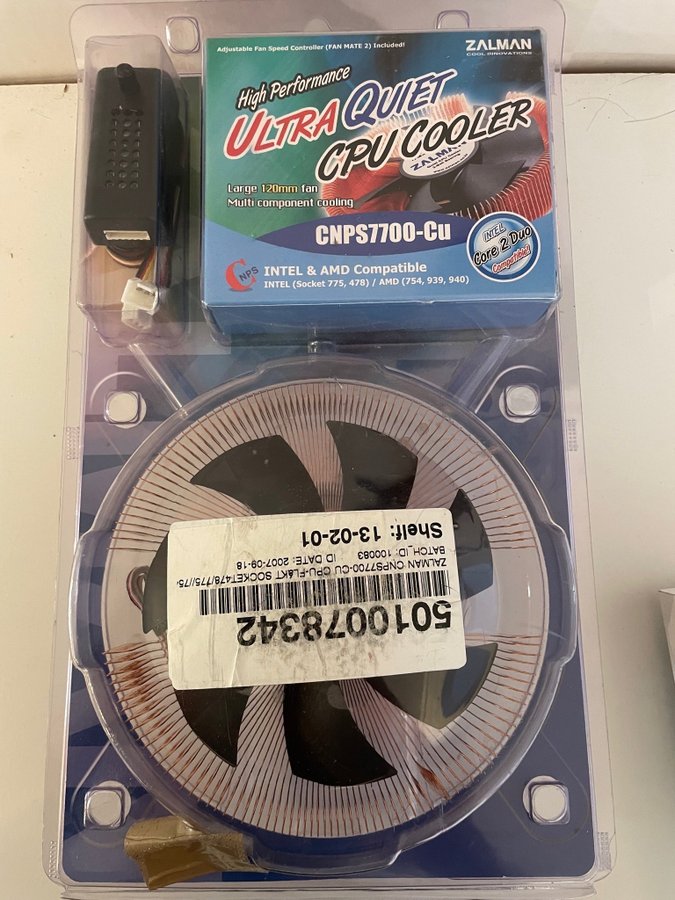 Adjustable Fan Speed Controller (FAN MATE 2) Included!
ZALMAN
COOL INNOVATIONS
High Performance
ULTRA QUIET
CPU COOLER
ZALMAN
Large 120mm fan
Multi component cooling
CNPS7700-Cu
INTEL
Core 2 Duo
Compatible!
CNPS
INTEL & AMD Compatible
INTEL (Socket 775, 478) / AMD (754, 939, 940)
5010078342
ZALMAN CNPS7700-CU CPU-FLÄKT SOCKET478/775//75-
BATCH_ID: 100083 ID DATE: 2007-09-18
Shelf: 13-02-01